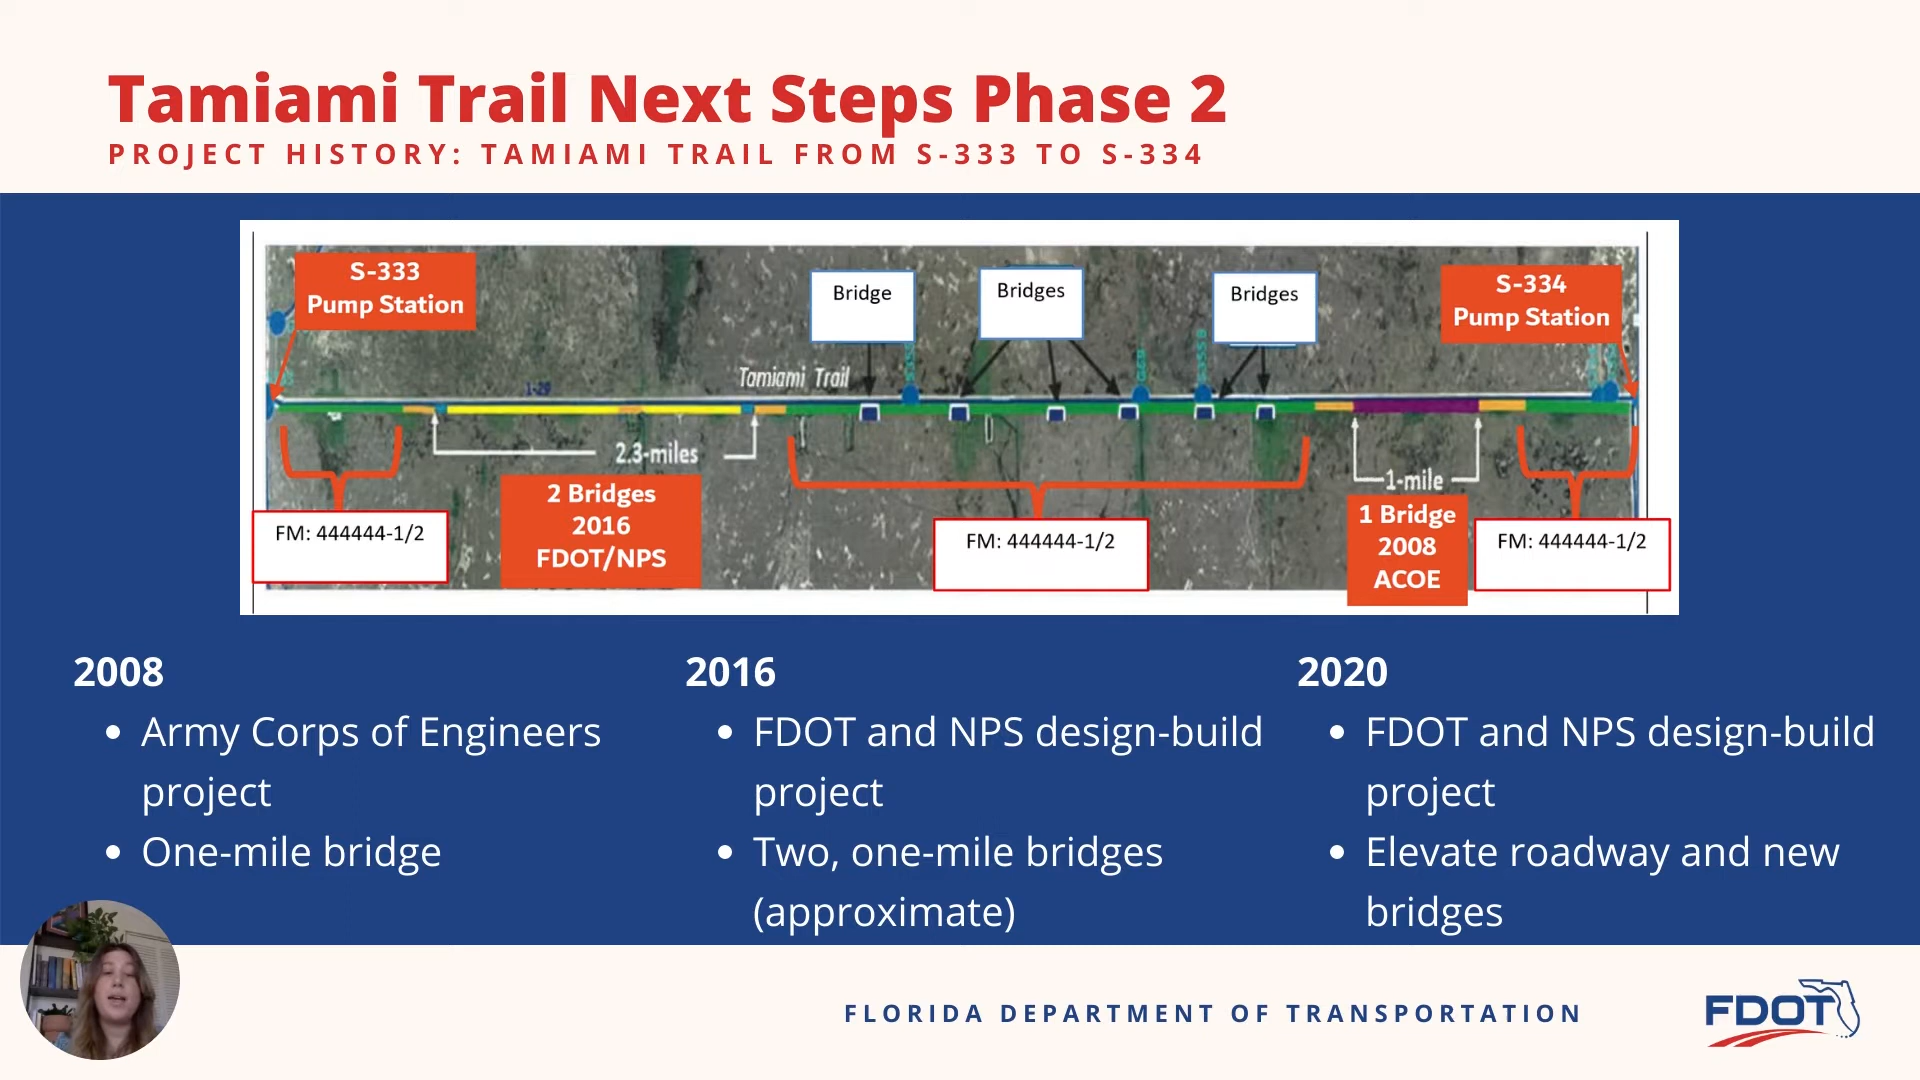 Tamiami Trail Next Steps Phase 2
PROJECT HISTORY: TAMIAMI TRAIL FROM S-333 TO S-334
S-333
Pump Station
Bridge
Bridges
Bridges
S-334
Pump Station
Tamiami Trail
2.3-miles
1-mile
FM: 444444-1/2
2 Bridges
2016
FDOT/NPS
FM: 444444-1/2
1 Bridge
2008
ACOE
FM: 444444-1/2
2008
• Army Corps of Engineers
project
• One-mile bridge
2016
• FDOT and NPS design-build
project
• Two, one-mile bridges
(approximate)
2020
• FDOT and NPS design-build
project
• Elevate roadway and new
bridges
FLORIDA DEPARTMENT OF TRANSPORTATION
FDOT